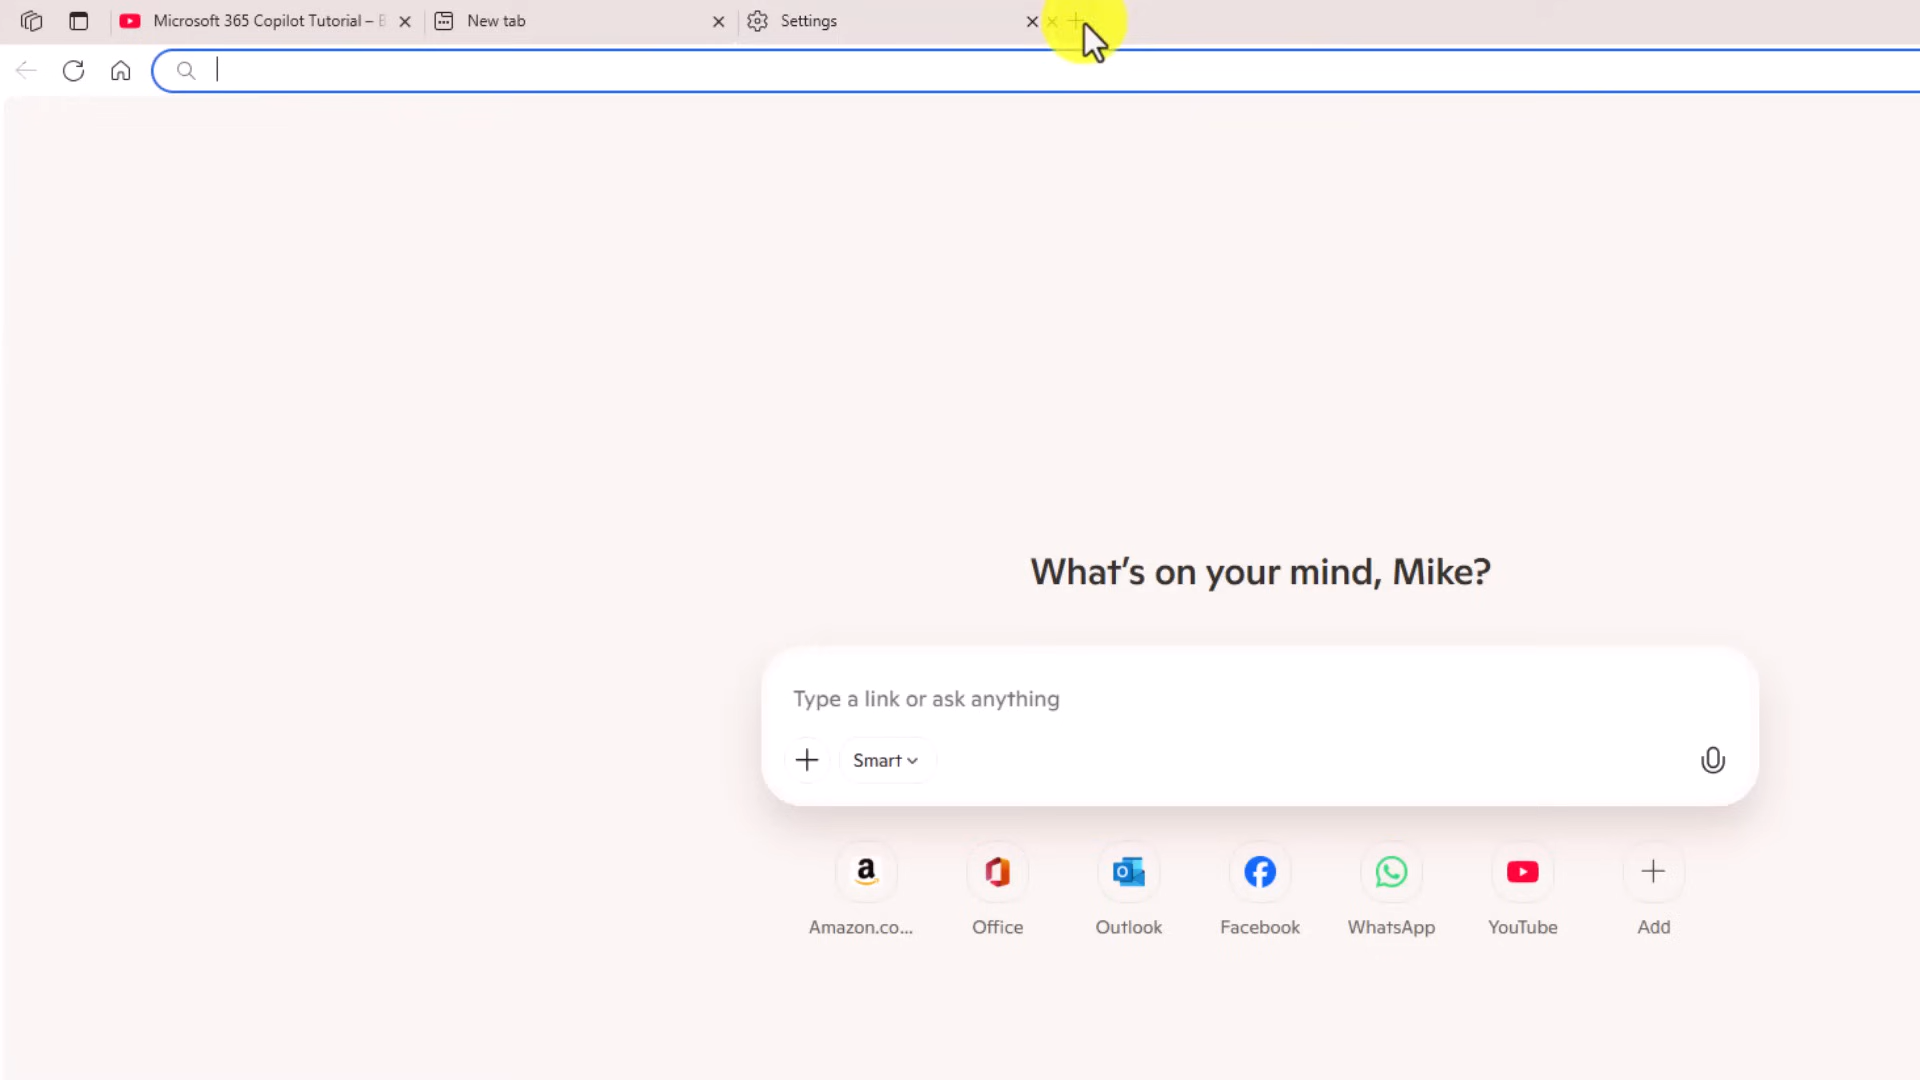 Microsoft 365 Copilot Tutorial –
New tab
Settings
What's on your mind, Mike?
Type a link or ask anything
Smart
Amazon.co...
Office
Outlook
Facebook
WhatsApp
YouTube
Add